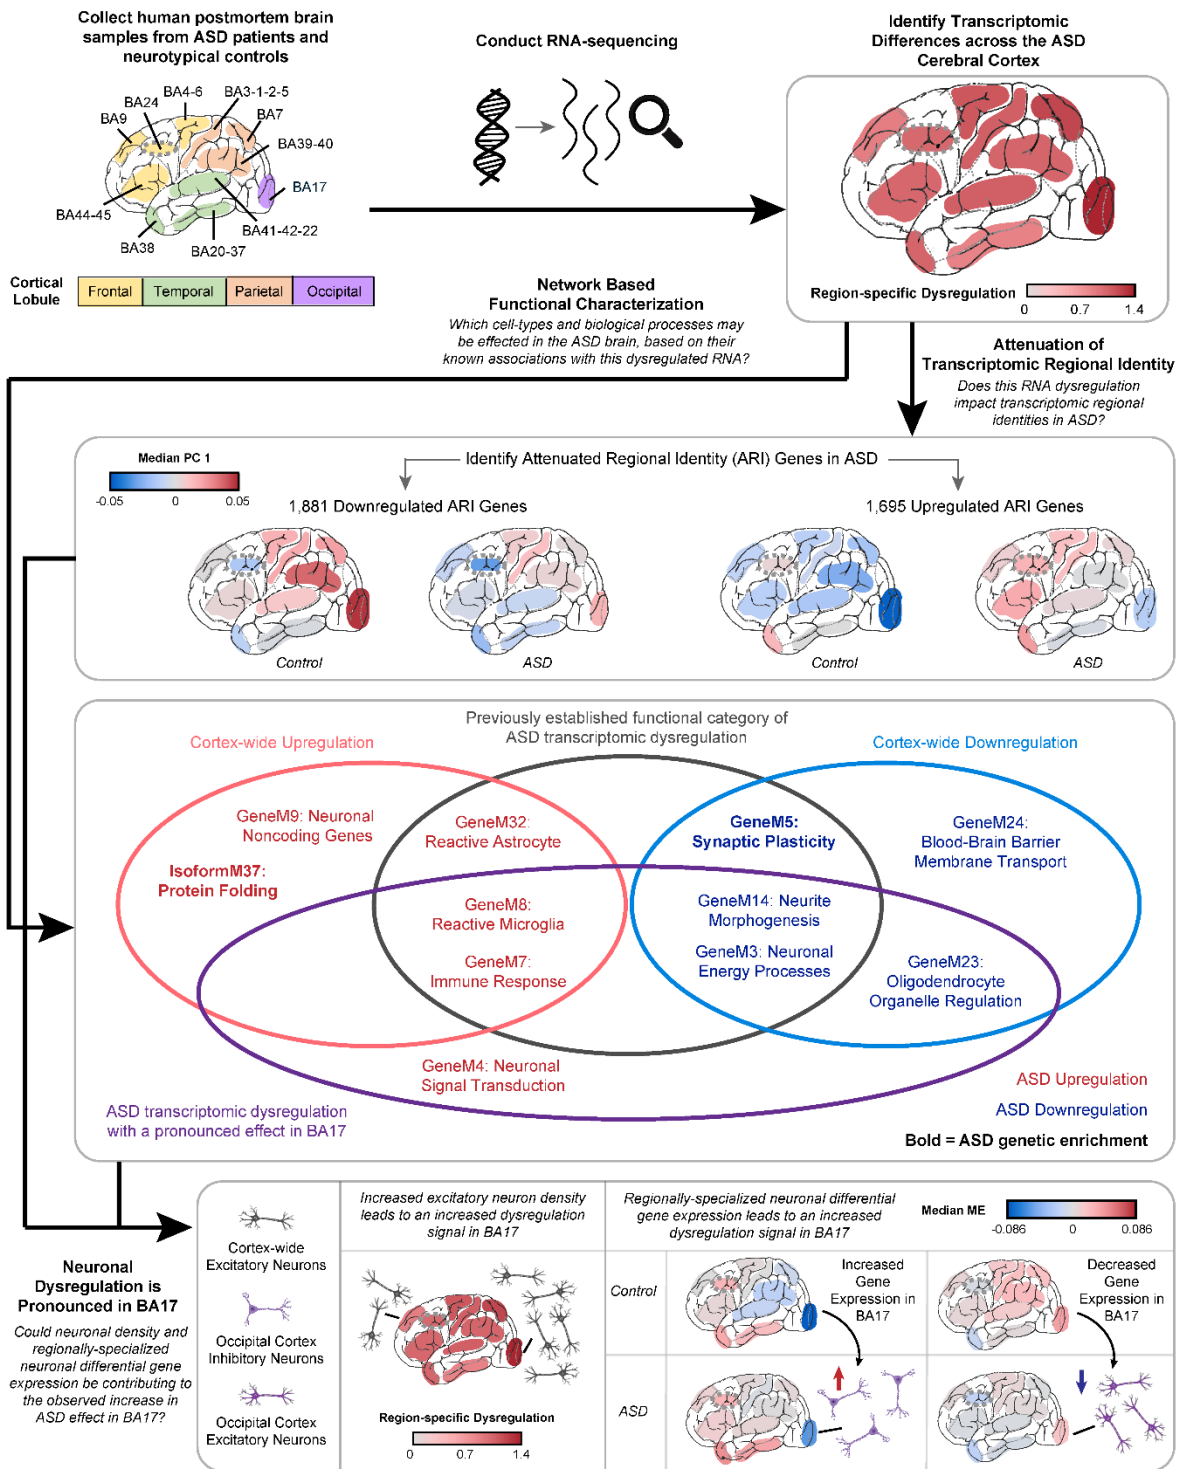 Collect human postmortem brain
samples from ASD patients and
neurotypical controls
Conduct RNA-sequencing
Identify Transcriptomic
Differences across the ASD
Cerebral Cortex
BA4-6
BA3-1-2-5
BA24
BA7
BA9
BA39-40
BA17
BA44-45
BA41-42-22
BA38
BA20-37
Cortical
Lobule
Frontal
Temporal
Parietal
Occipital
Region-specific Dysregulation
0
0.7
1.4
Network Based
Functional Characterization
Which cell-types and biological processes may
be effected in the ASD brain, based on their
known associations with this dysregulated RNA?
Attenuation of
Transcriptomic Regional Identity
Does this RNA dysregulation
impact transcriptomic regional
identities in ASD?
Median PC 1
-0.05
0
0.05
Identify Attenuated Regional Identity (ARI) Genes in ASD
1,881 Downregulated ARI Genes
1,695 Upregulated ARI Genes
Control
ASD
Control
ASD
Previously established functional category of
ASD transcriptomic dysregulation
Cortex-wide Upregulation
Cortex-wide Downregulation
GeneM9: Neuronal
Noncoding Genes
IsoformM37:
Protein Folding
GeneM32:
Reactive Astrocyte
GeneM8:
Reactive Microglia
GeneM7:
Immune Response
GeneM5:
Synaptic Plasticity
GeneM14: Neurite
Morphogenesis
GeneM3: Neuronal
Energy Processes
GeneM24:
Blood-Brain Barrier
Membrane Transport
GeneM23:
Oligodendrocyte
Organelle Regulation
GeneM4: Neuronal
Signal Transduction
ASD transcriptomic dysregulation
with a pronounced effect in BA17
ASD Upregulation
ASD Downregulation
Bold = ASD genetic enrichment
Neuronal
Dysregulation is
Pronounced in BA17
Could neuronal density and
regionally-specialized
neuronal differential gene
expression be contributing to
the observed increase in
ASD effect in BA17?
Cortex-wide
Excitatory Neurons
Occipital Cortex
Inhibitory Neurons
Occipital Cortex
Excitatory Neurons
Increased excitatory neuron density
leads to an increased dysregulation
signal in BA17
Region-specific Dysregulation
0
0.7
1.4
Regionally-specialized neuronal differential
gene expression leads to an increased
dysregulation signal in BA17
Median ME
-0.086
0
0.086
Control
Increased
Gene
Expression in
BA17
Decreased
Gene
Expression in
BA17
ASD